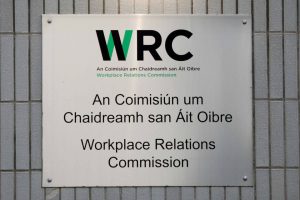 WRC
An Coimisiún um Chaidreamh san Áit Oibre
Workplace Relations Commission
An Coimisiún um
Chaidreamh san Áit Oibre
Workplace Relations
Commission